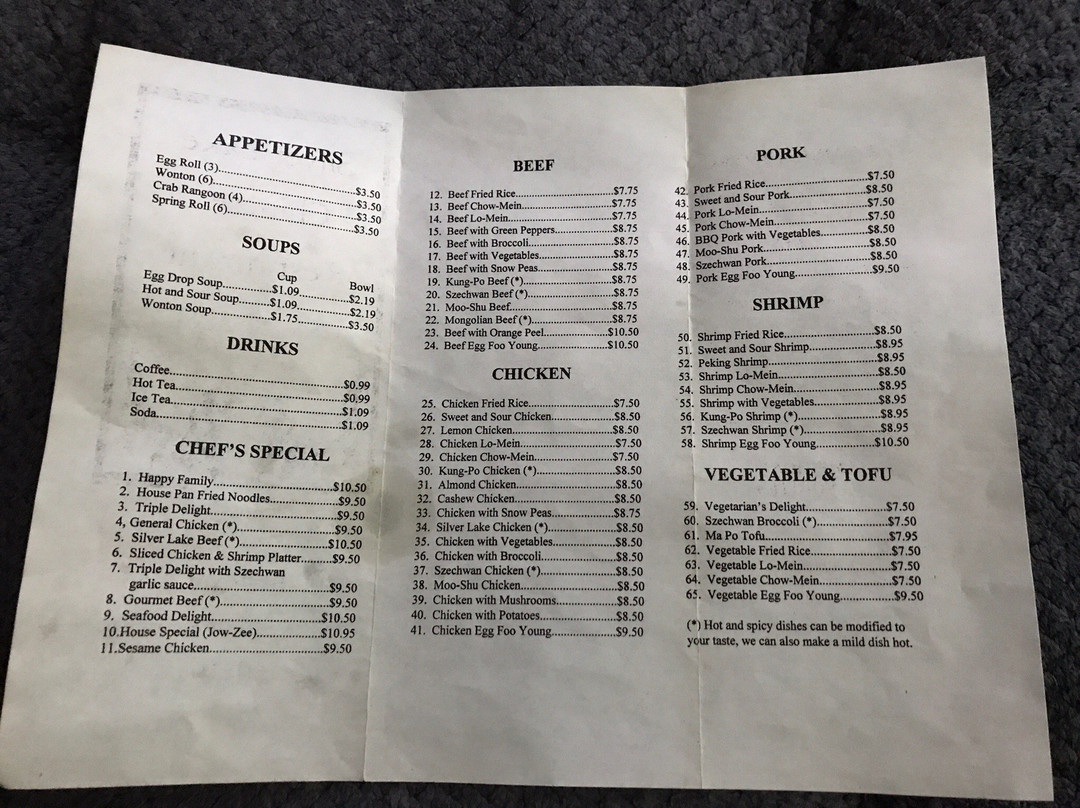 APPETIZERS
Egg Roll (3)..........$3.50
Wonton (6)..........$3.50
Crab Rangoon (4)..........$3.50
Spring Roll (6)..........$3.50
SOUPS
Cup Bowl
Egg Drop Soup..........$1.09..........$2.19
Hot and Sour Soup..........$1.09..........$2.19
Wonton Soup..........$1.75..........$3.50
DRINKS
Coffee..........$0.99
Hot Tea..........$0.99
Ice Tea..........$1.09
Soda..........$1.09
CHEF'S SPECIAL
1. Happy Family..........$10.50
2. House Pan Fried Noodles..........$9.50
3. Triple Delight..........$9.50
4, General Chicken (*)..........$9.50
5. Silver Lake Beef (*)..........$10.50
6. Sliced Chicken & Shrimp Platter..........$9.50
7. Triple Delight with Szechwan
garlic sauce..........$9.50
8. Gourmet Beef (*)..........$9.50
9. Seafood Delight..........$10.50
10.House Special (Jow-Zee)..........$10.95
11.Sesame Chicken..........$9.50
BEEF
12. Beef Fried Rice..........$7.75
13. Beef Chow-Mein..........$7.75
14. Beef Lo-Mein..........$7.75
15. Beef with Green Peppers..........$8.75
16. Beef with Broccoli..........$8.75
17. Beef with Vegetables..........$8.75
18. Beef with Snow Peas..........$8.75
19. Kung-Po Beef (*)..........$8.75
20. Szechwan Beef (*)..........$8.75
21. Moo-Shu Beef..........$8.75
22. Mongolian Beef (*)..........$8.75
23. Beef with Orange Peel..........$10.50
24. Beef Egg Foo Young..........$10.50
CHICKEN
25. Chicken Fried Rice..........$7.50
26. Sweet and Sour Chicken..........$8.50
27. Lemon Chicken..........$8.50
28. Chicken Lo-Mein..........$7.50
29. Chicken Chow-Mein..........$7.50
30. Kung-Po Chicken (*)..........$8.50
31. Almond Chicken..........$8.50
32. Cashew Chicken..........$8.50
33. Chicken with Snow Peas..........$8.75
34. Silver Lake Chicken (*)..........$8.50
35. Chicken with Vegetables..........$8.50
36. Chicken with Broccoli..........$8.50
37. Szechwan Chicken (*)..........$8.50
38. Moo-Shu Chicken..........$8.50
39. Chicken with Mushrooms..........$8.50
40. Chicken with Potatoes..........$8.50
41. Chicken Egg Foo Young..........$9.50
PORK
42. Pork Fried Rice..........$7.50
43. Sweet and Sour Pork..........$8.50
44. Pork Lo-Mein..........$7.50
45. Pork Chow-Mein..........$7.50
46. BBQ Pork with Vegetables..........$8.50
47. Moo-Shu Pork..........$8.50
48. Szechwan Pork..........$8.50
49. Pork Egg Foo Young..........$9.50
SHRIMP
50. Shrimp Fried Rice..........$8.50
51. Sweet and Sour Shrimp..........$8.95
52. Peking Shrimp..........$8.95
53. Shrimp Lo-Mein..........$8.50
54. Shrimp Chow-Mein..........$8.95
55. Shrimp with Vegetables..........$8.95
56. Kung-Po Shrimp (*)..........$8.95
57. Szechwan Shrimp (*)..........$8.95
58. Shrimp Egg Foo Young..........$10.50
VEGETABLE & TOFU
59. Vegetarian's Delight..........$7.50
60. Szechwan Broccoli (*)..........$7.50
61. Ma Po Tofu..........$7.95
62. Vegetable Fried Rice..........$7.50
63. Vegetable Lo-Mein..........$7.50
64. Vegetable Chow-Mein..........$7.50
65. Vegetable Egg Foo Young..........$9.50
(*) Hot and spicy dishes can be modified to
your taste, we can also make a mild dish hot.